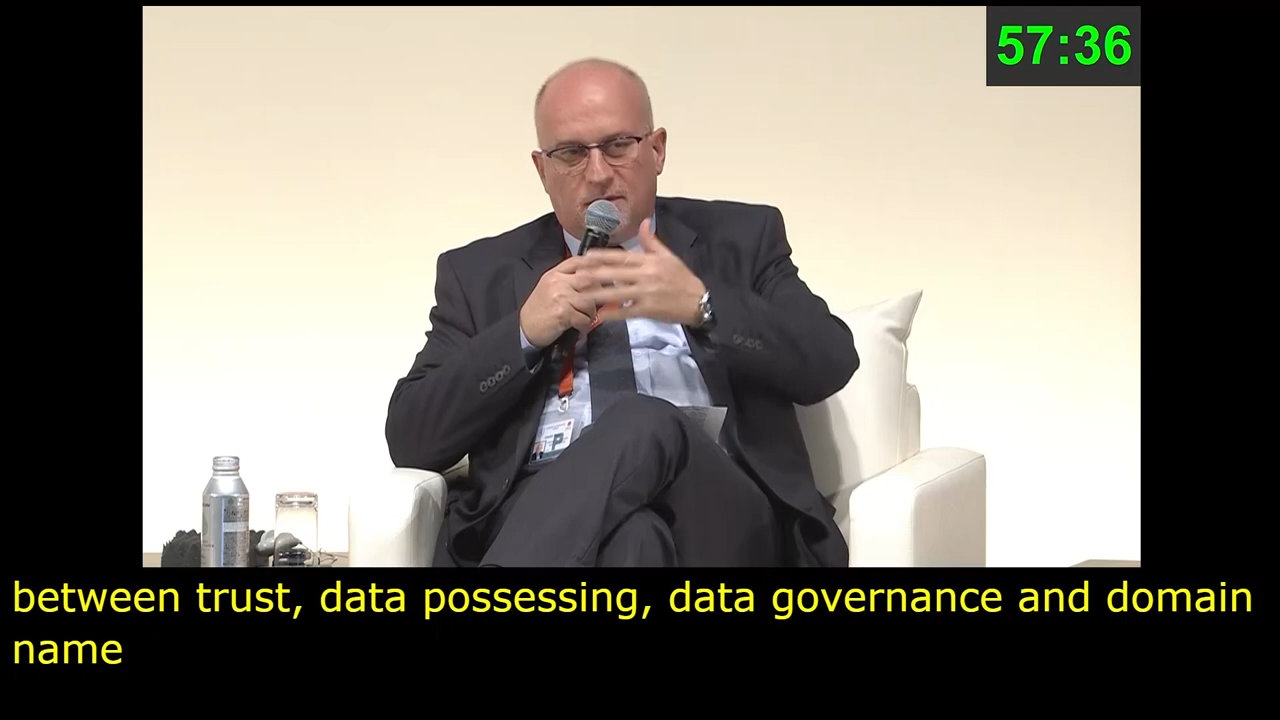 57:36
P
between trust, data possessing, data governance and domain
name